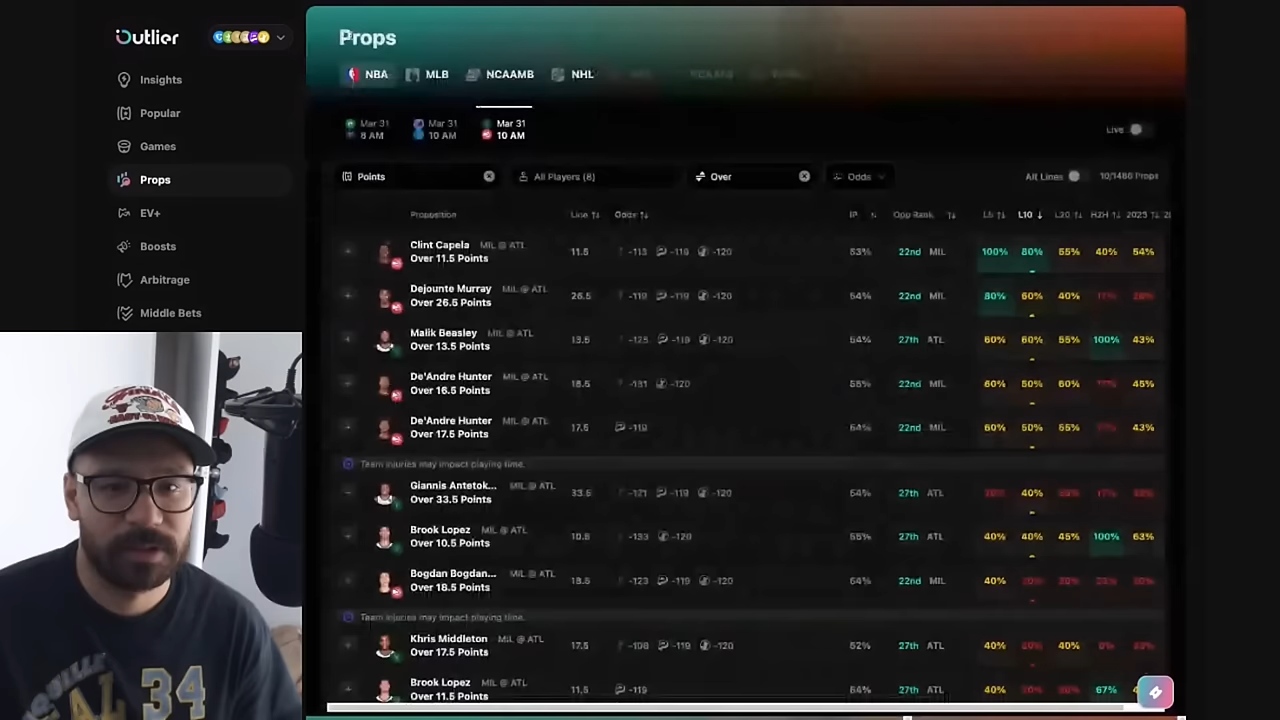 Outlier
Props
NBA MLB NCAAMB NHL
Insights
Popular
Games
Props
EV+
Boosts
Arbitrage
Middle Bets
Mar 31 Mar 31 Mar 31
10 AM 10 AM
Live
Points All Players (8) Over Odds Alt Lines 10/1466 Props
Proposition Line Odds IP Opp Rank L5 L10 L20 H2H 2023
Clint Capela MIL @ ATL
Over 11.5 Points
11.5 -113 -119 -120 53% 22nd MIL 100% 80% 55% 40% 54%
Dejounte Murray MIL @ ATL
Over 26.5 Points
26.5 -119 -119 -120 54% 22nd MIL 80% 60% 40%
Malik Beasley MIL @ ATL
Over 13.5 Points
13.5 -125 -119 -120 54% 27th ATL 60% 60% 55% 100% 43%
De'Andre Hunter MIL @ ATL
Over 16.5 Points
-131 -120 55% 22nd MIL 60% 50% 60% 45%
De'Andre Hunter MIL @ ATL
Over 17.5 Points
17.5 -119 54% 22nd MIL 60% 50% 55% 43%
Team injuries may impact playing time.
Giannis Antetok... MIL @ ATL
Over 33.5 Points
33.5 -121 -119 -120 54% 27th ATL 40%
Brook Lopez MIL @ ATL
Over 10.5 Points
10.5 -133 -120 55% 27th ATL 40% 40% 45% 100% 63%
Bogdan Bogdan... MIL @ ATL
Over 18.5 Points
18.5 -123 -119 -120 54% 22nd MIL 40%
Team injuries may impact playing time.
Khris Middleton MIL @ ATL
Over 17.5 Points
17.5 -119 -120 52% 27th ATL 40% 40%
Brook Lopez MIL @ ATL
Over 11.5 Points
11.5 -119 54% 27th ATL 40% 67%
34